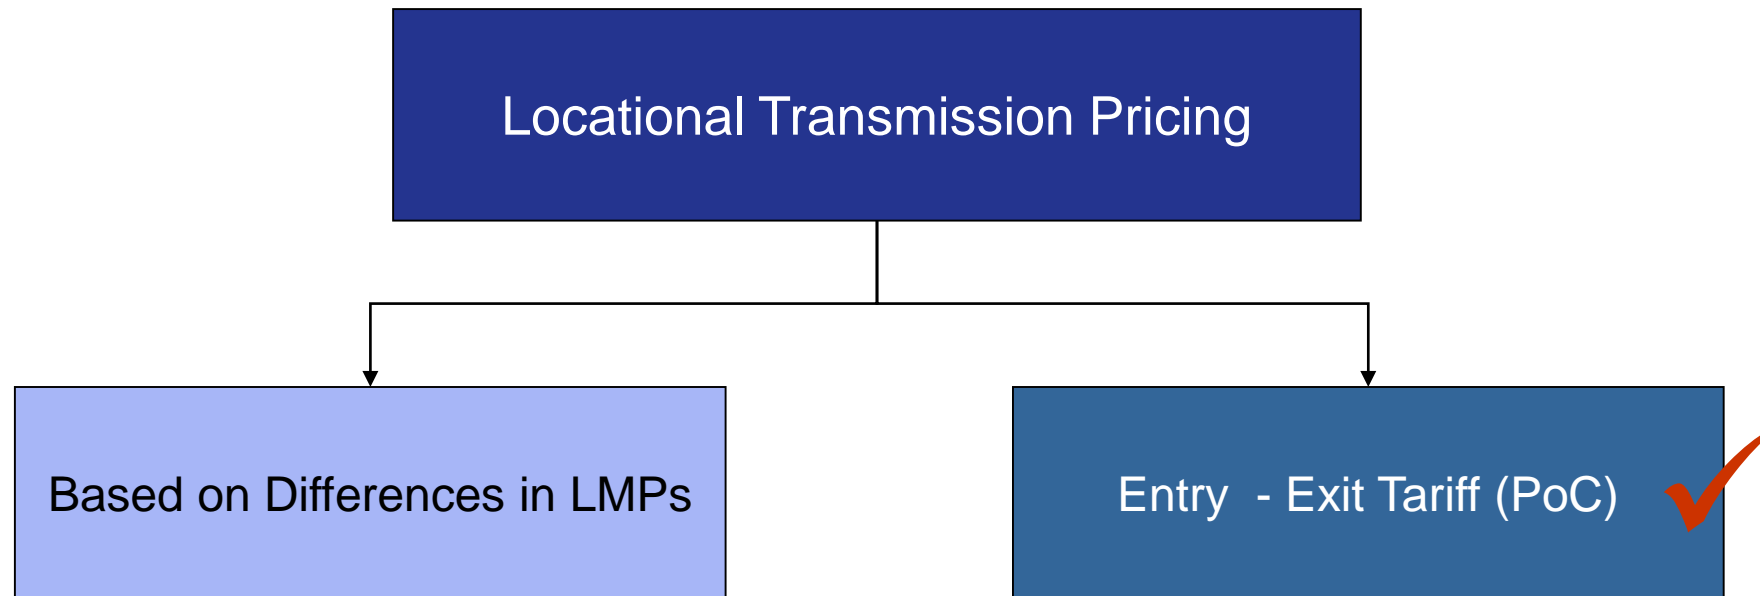 Locational Transmission Pricing
Based on Differences in LMPs
Entry  - Exit Tariff (PoC)